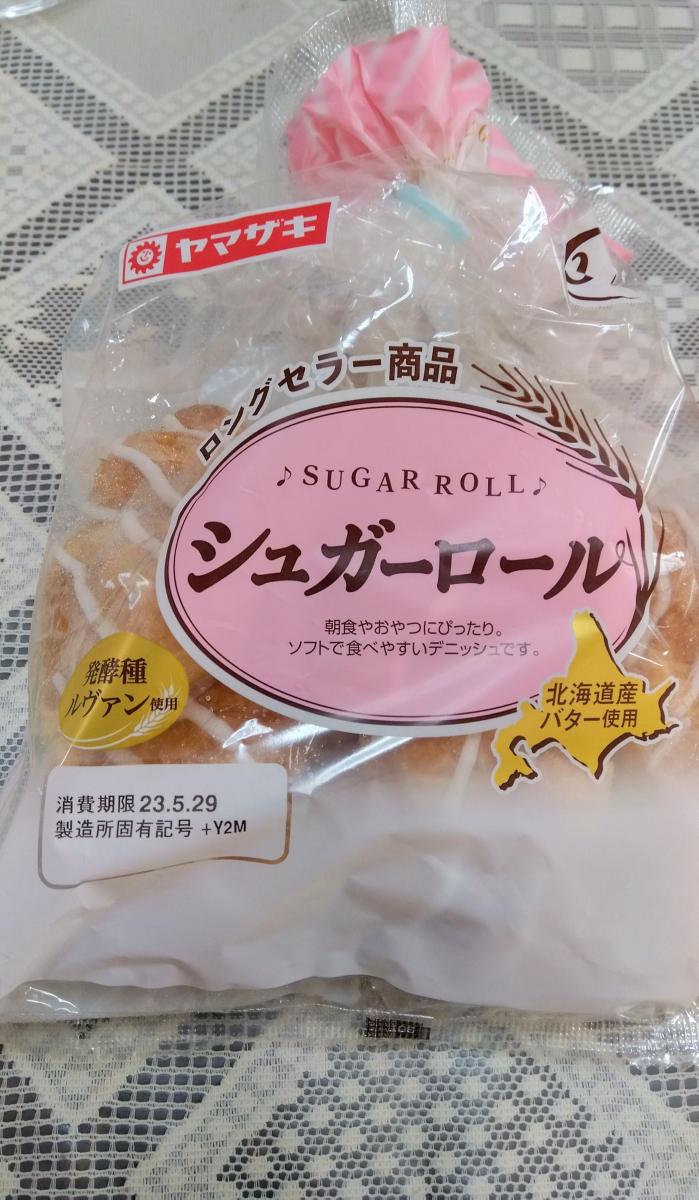 ヤマザキ
ロングセラー商品
♪SUGAR ROLL♪
シュガーロール
朝食やおやつにぴったり。
ソフトで食べやすいデニッシュです。
発酵種
ルヴァン使用
北海道産
バター使用
消費期限 23.5.29
製造所固有記号 +Y2M